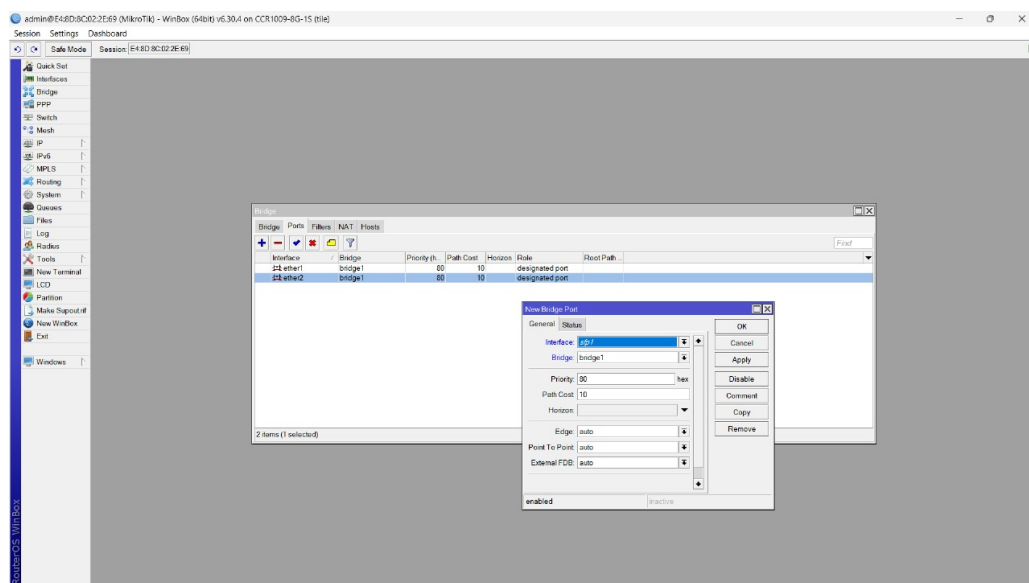 admin@E4:8D:8C:02:2E:69 (MikroTik) - WinBox (64bit) v6.30.4 on CCR1009-8G-1S (tile)
Session Settings Dashboard
Safe Mode Session: E4:8D:8C:02:2E:69
Quick Set
Interfaces
Bridge
PPP
Switch
Mesh
IP
IPv6
MPLS
Routing
System
Queues
Files
Log
Radius
Tools
New Terminal
LCD
Partition
Make Supout.rif
New WinBox
Exit
Windows
RouterOS WinBox
Bridge
Bridge Ports Filters NAT Hosts
Find
Interface Bridge Priority (h... Path Cost Horizon Role Root Path ...
ether1 bridge1 80 10 designated port
ether2 bridge1 80 10 designated port
2 items (1 selected)
New Bridge Port
General Status
Interface: sfp1
Bridge: bridge1
Priority: 80 hex
Path Cost: 10
Horizon:
Edge: auto
Point To Point: auto
External FDB: auto
enabled inactive
OK
Cancel
Apply
Disable
Comment
Copy
Remove